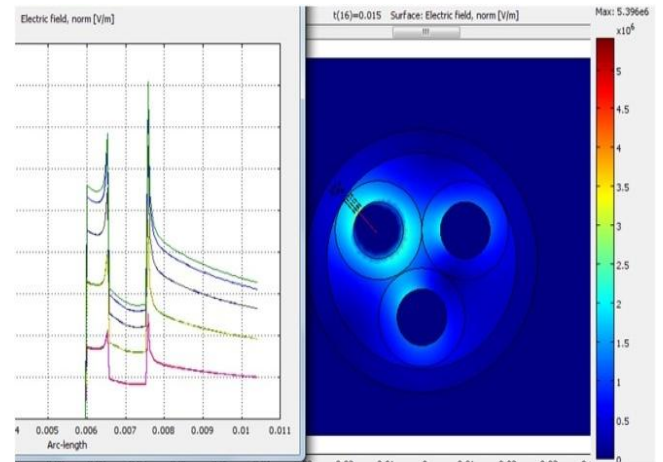 Electric field, norm [V/m]
4 0.005 0.006 0.007 0.008 0.009 0.01 0.011
Arc-length
t(16)=0.015 Surface: Electric field, norm [V/m]
Max: 5.396e6
x10⁶
5
4.5
4
3.5
3
2.5
2
1.5
1
0.5
0